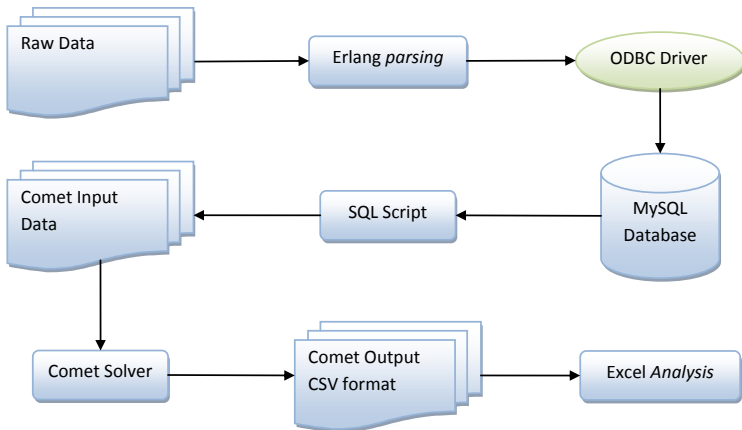 Raw Data
Erlang parsing
ODBC Driver
Comet Input
Data
SQL Script
MySQL
Database
Comet Solver
Comet Output
CSV format
Excel Analysis